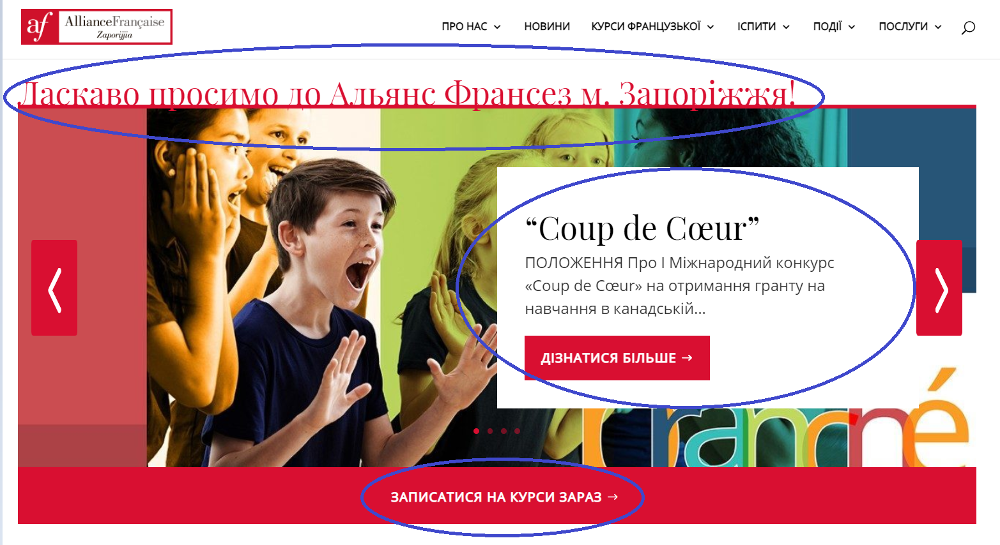 af
AllianceFrançaise
Zaporijjia
ПРО НАС
НОВИНИ
КУРСИ ФРАНЦУЗЬКОЇ
ІСПИТИ
ПОДІЇ
ПОСЛУГИ
Ласкаво просимо до Альянс Франсез м. Запоріжжя!
“Coup de Cœur”
ПОЛОЖЕННЯ Про І Міжнародний конкурс
«Coup de Cœur» на отримання гранту на
навчання в канадській...
ДІЗНАТИСЯ БІЛЬШЕ →
ЗАПИСАТИСЯ НА КУРСИ ЗАРАЗ →